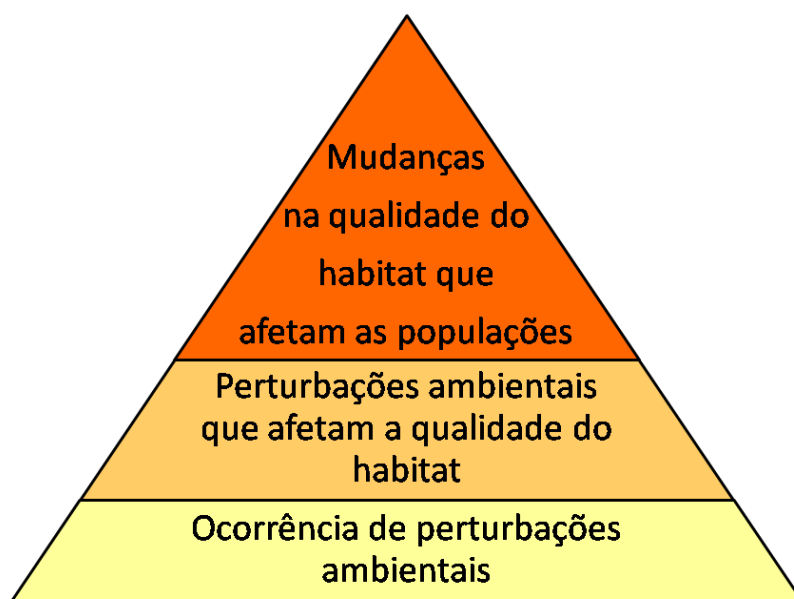 Mudanças
na qualidade do
habitat que
afetam as populações
Perturbações ambientais
que afetam a qualidade do
habitat
Ocorrência de perturbações
ambientais